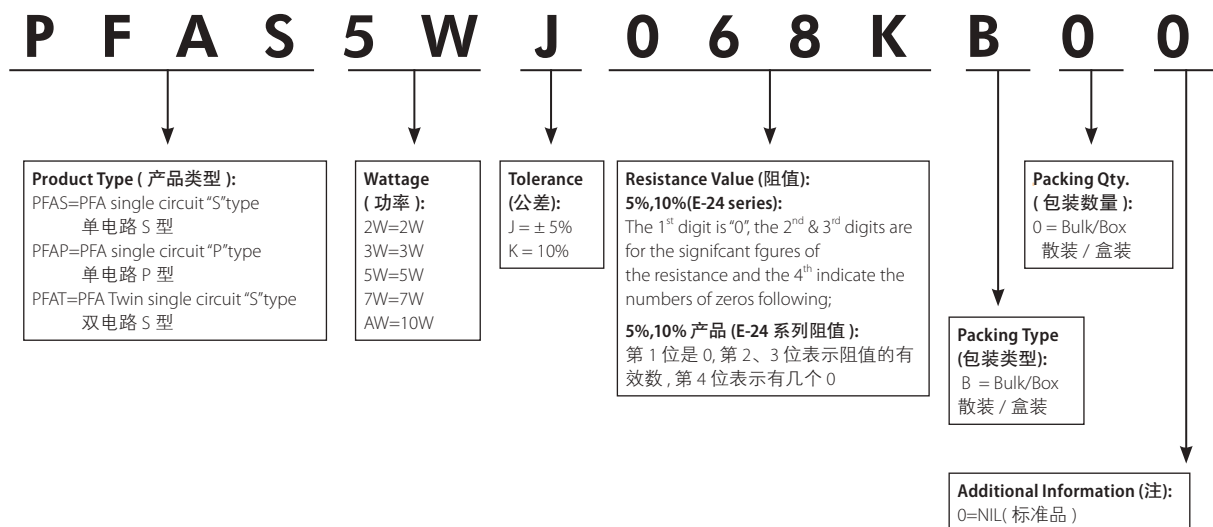 P F A S 5 W J 0 6 8 K B 0 0
Product Type ( 产品类型 ):
PFAS=PFA single circuit “S”type
单电路 S 型
PFAP=PFA single circuit “P”type
单电路 P 型
PFAT=PFA Twin single circuit “S”type
双电路 S 型
Wattage
( 功率 ):
2W=2W
3W=3W
5W=5W
7W=7W
AW=10W
Tolerance
(公差):
J = ± 5%
K = 10%
Resistance Value (阻值):
5%,10%(E-24 series):
The 1st digit is “0”, the 2nd & 3rd digits are
for the signifcant fgures of
the resistance and the 4th indicate the
numbers of zeros following;
5%,10% 产品 (E-24 系列阻值 ):
第 1 位是 0, 第 2、3 位表示阻值的有
效数 , 第 4 位表示有几个 0
Packing Qty.
( 包装数量 ):
0 = Bulk/Box
散装 / 盒装
Packing Type
(包装类型):
B = Bulk/Box
散装 / 盒装
Additional Information (注):
0=NIL( 标准品 )